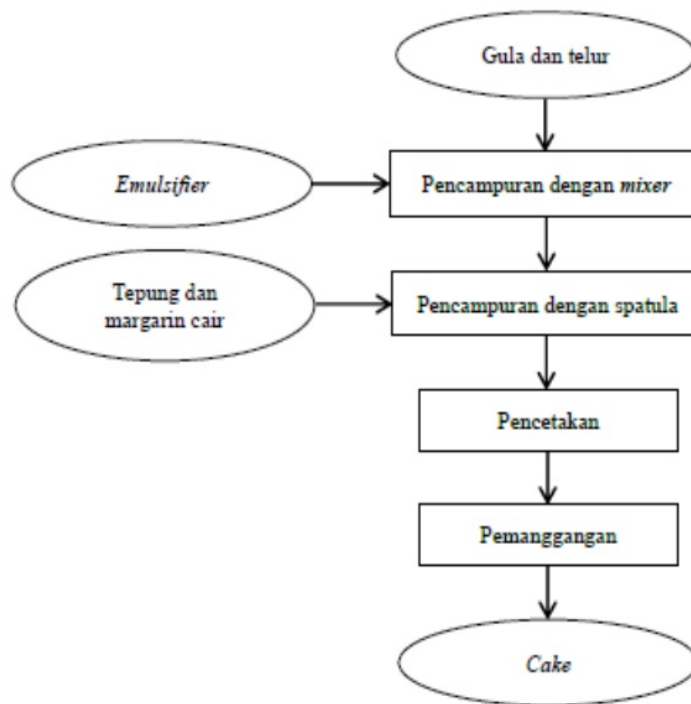 Gula dan telur
Emulsifier
Pencampuran dengan mixer
Tepung dan
margarin cair
Pencampuran dengan spatula
Pencetakan
Pemanggangan
Cake